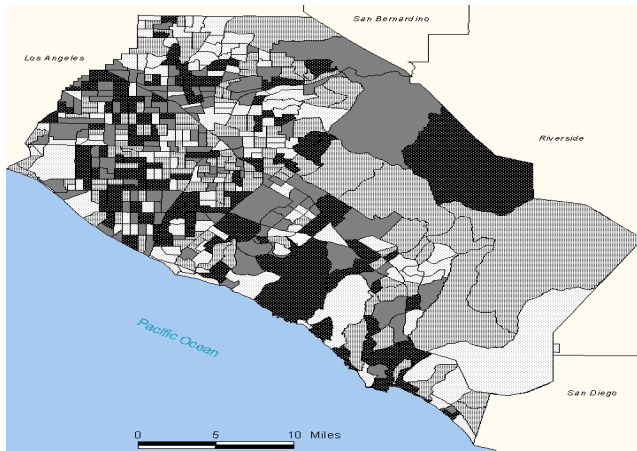 San Bernardino
Los Angeles
Riverside
Pacific Ocean
San Diego
0 5 10 Miles